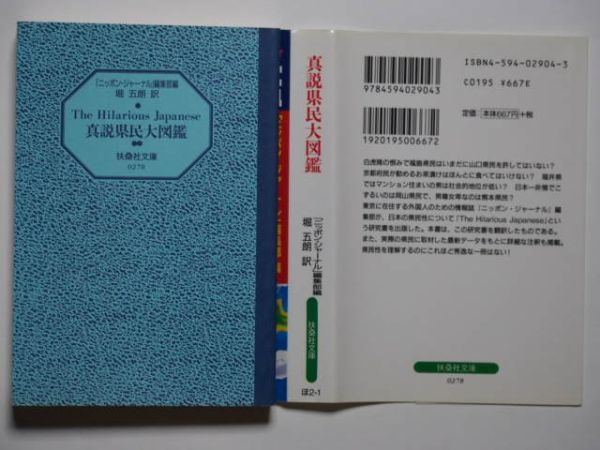 「ニッポン・ジャーナル」編集部編
堀 五朗 訳
The Hilarious Japanese
真説県民大図鑑
扶桑社文庫
0278
真説県民大図鑑
「ニッポン・ジャーナル」編集部編
堀 五朗 訳
扶桑社文庫
ほ2-1
9784594029043
1920195006672
ISBN4-594-02904-3
C0195 ¥667E
定価 本体667円 +税
白虎隊の恨みで福島県民はいまだに山口県民を許してはいない?
京都府民が勧めるお茶漬けはほんとに食べてはいけない? 福井県
ではマンション住まいの男は社会的地位が低い? 日本一非情でこ
するいのは岡山県民で、男尊女卑なのは熊本県民?
東京に在住する外国人のための情報誌『ニッポン・ジャーナル』編
集部が、日本の県民性について『The Hilarious Japanese』とい
う研究書を出版した。本書は、この研究書を翻訳したものである。
また、実際の県民に取材した最新データをもとに詳細な注釈も掲載。
県民性を理解するのにこれほど秀逸な一冊はない!
扶桑社文庫
0278